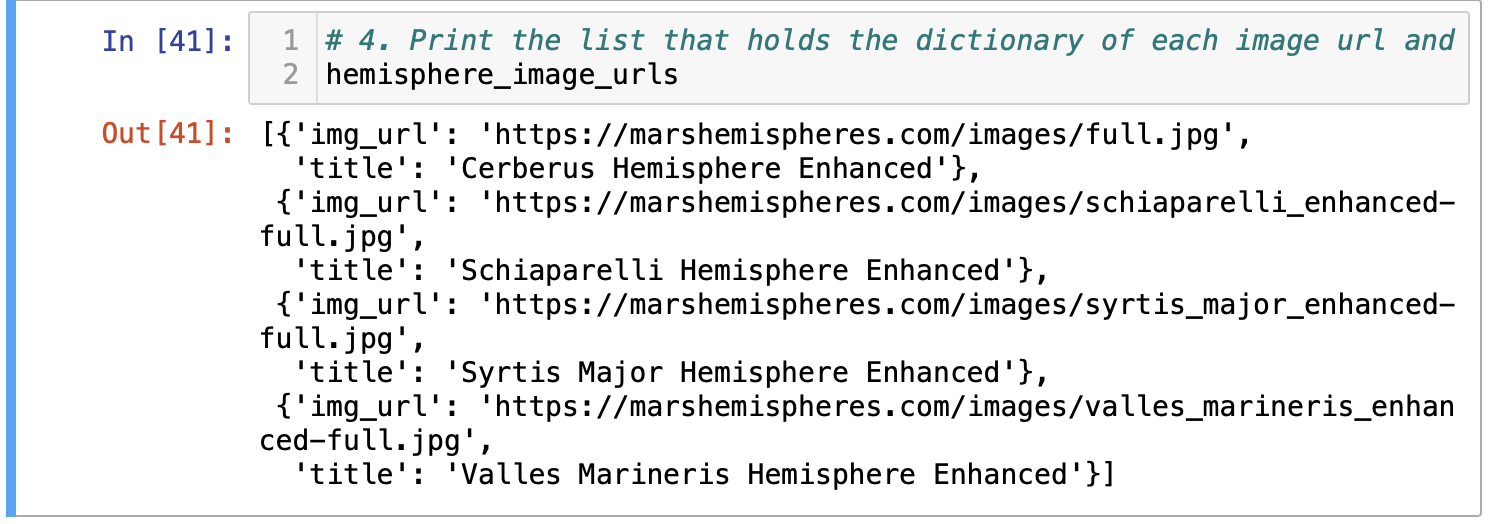 In [41]: 1 # 4. Print the list that holds the dictionary of each image url and
2 hemisphere_image_urls
Out[41]: [{'img_url': 'https://marshemispheres.com/images/full.jpg',
'title': 'Cerberus Hemisphere Enhanced'},
{'img_url': 'https://marshemispheres.com/images/schiaparelli_enhanced-
full.jpg',
'title': 'Schiaparelli Hemisphere Enhanced'},
{'img_url': 'https://marshemispheres.com/images/syrtis_major_enhanced-
full.jpg',
'title': 'Syrtis Major Hemisphere Enhanced'},
{'img_url': 'https://marshemispheres.com/images/valles_marineris_enhan
ced-full.jpg',
'title': 'Valles Marineris Hemisphere Enhanced'}]